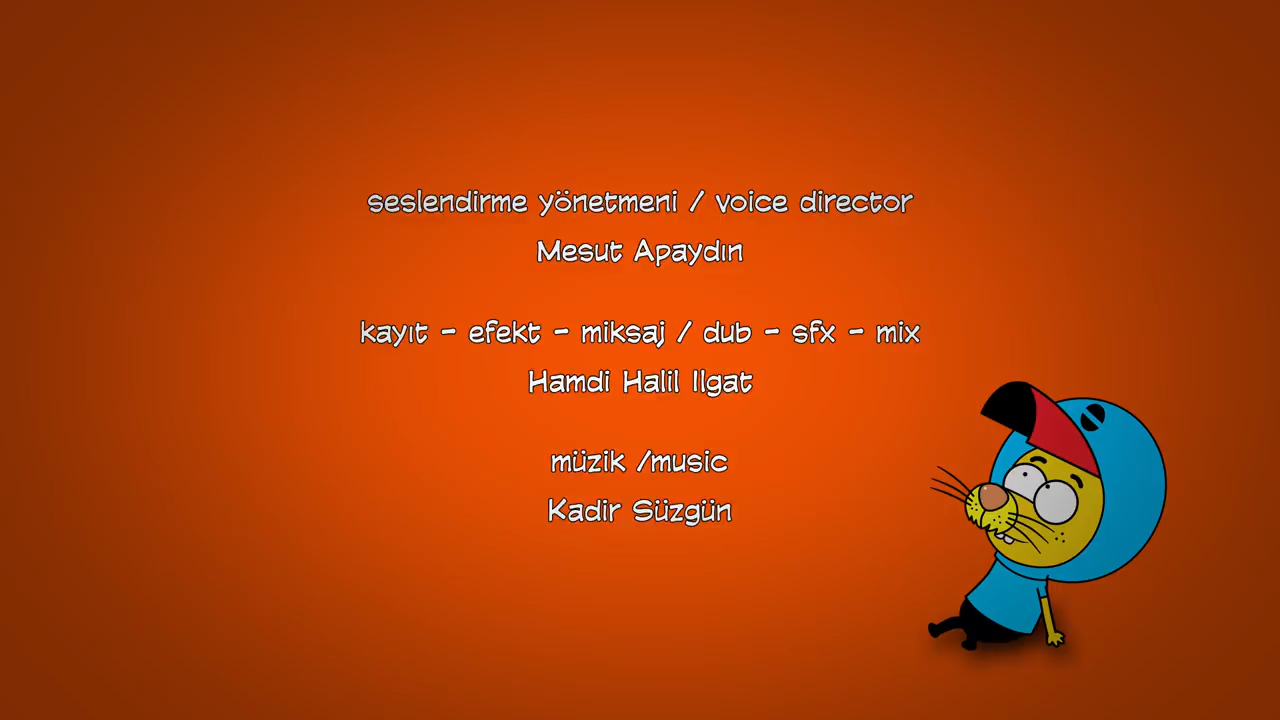 seslendirme yönetmeni / voice director
Mesut Apaydın
kayıt - efekt - miksaj / dub - sfx - mix
Hamdi Halil Ilgat
müzik /music
Kadir Süzgün